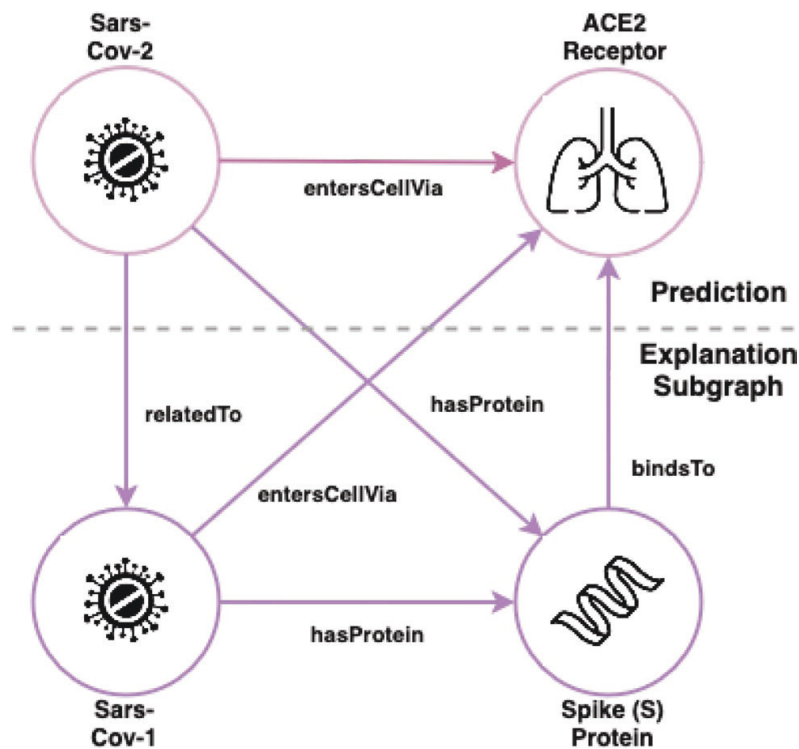 Sars-
Cov-2
ACE2
Receptor
entersCellVia
Prediction
Explanation
Subgraph
relatedTo
hasProtein
bindsTo
entersCellVia
hasProtein
Sars-
Cov-1
Spike (S)
Protein